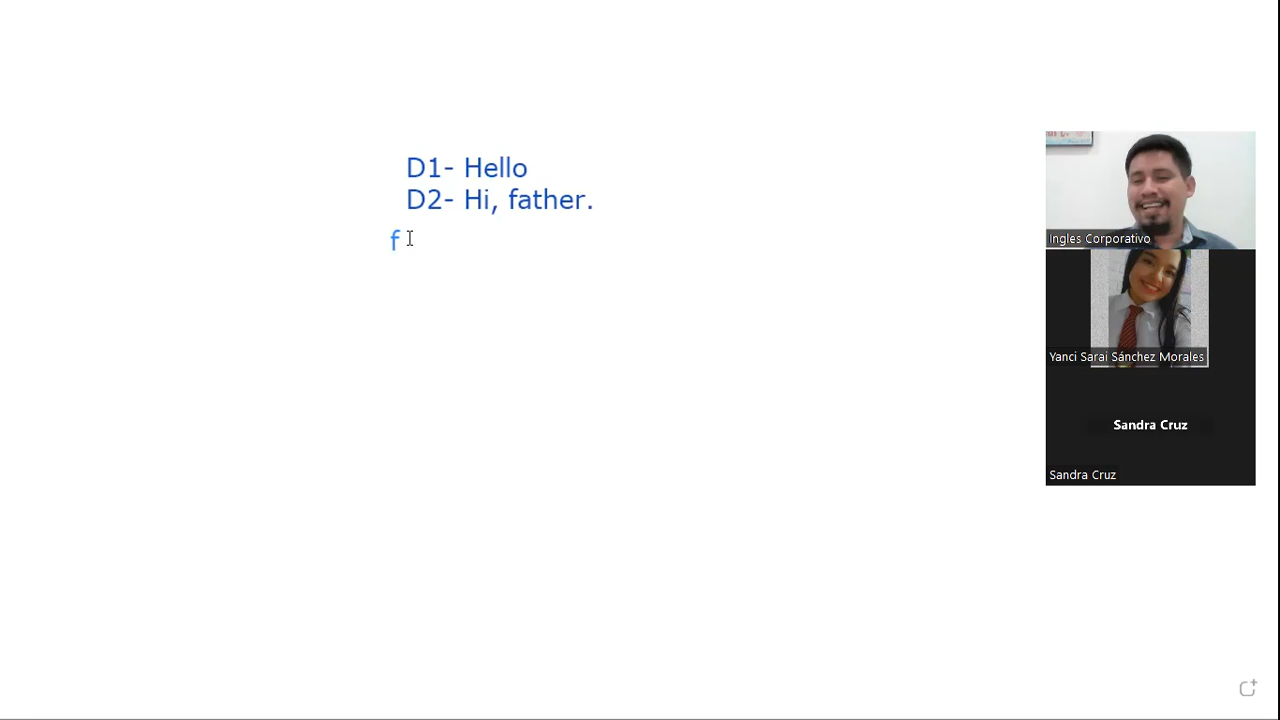 D1- Hello
D2- Hi, father.
f
Ingles Corporativo
Yanci Sarai Sánchez Morales
Sandra Cruz
Sandra Cruz